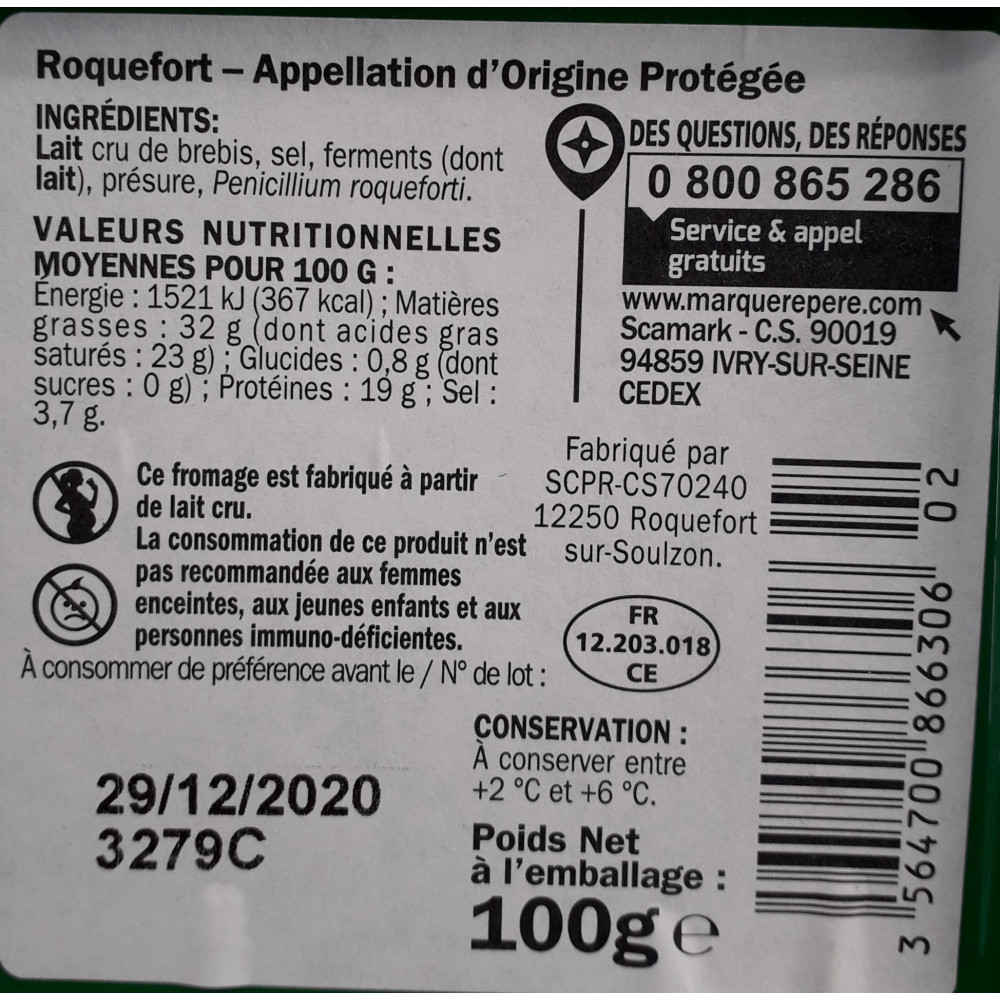 Roquefort – Appellation d'Origine Protégée
INGRÉDIENTS:
Lait cru de brebis, sel, ferments (dont
lait), présure, Penicillium roqueforti.
VALEURS NUTRITIONNELLES
MOYENNES POUR 100 G :
Énergie : 1521 kJ (367 kcal) ; Matières
grasses : 32 g (dont acides gras
saturés : 23 g) ; Glucides : 0,8 g (dont
sucres : 0 g) ; Protéines : 19 g ; Sel :
3,7 g.
DES QUESTIONS, DES RÉPONSES
0 800 865 286
Service & appel
gratuits
www.marquerepere.com
Scamark - C.S. 90019
94859 IVRY-SUR-SEINE
CEDEX
Ce fromage est fabriqué à partir
de lait cru.
La consommation de ce produit n'est
pas recommandée aux femmes
enceintes, aux jeunes enfants et aux
personnes immuno-déficientes.
Fabriqué par
SCPR-CS70240
12250 Roquefort
sur-Soulzon.
FR
12.203.018
CE
À consommer de préférence avant le / N° de lot :
29/12/2020
3279C
CONSERVATION :
À conserver entre
+2 °C et +6 °C.
Poids Net
à l'emballage :
100g e
3 564700 866306
02